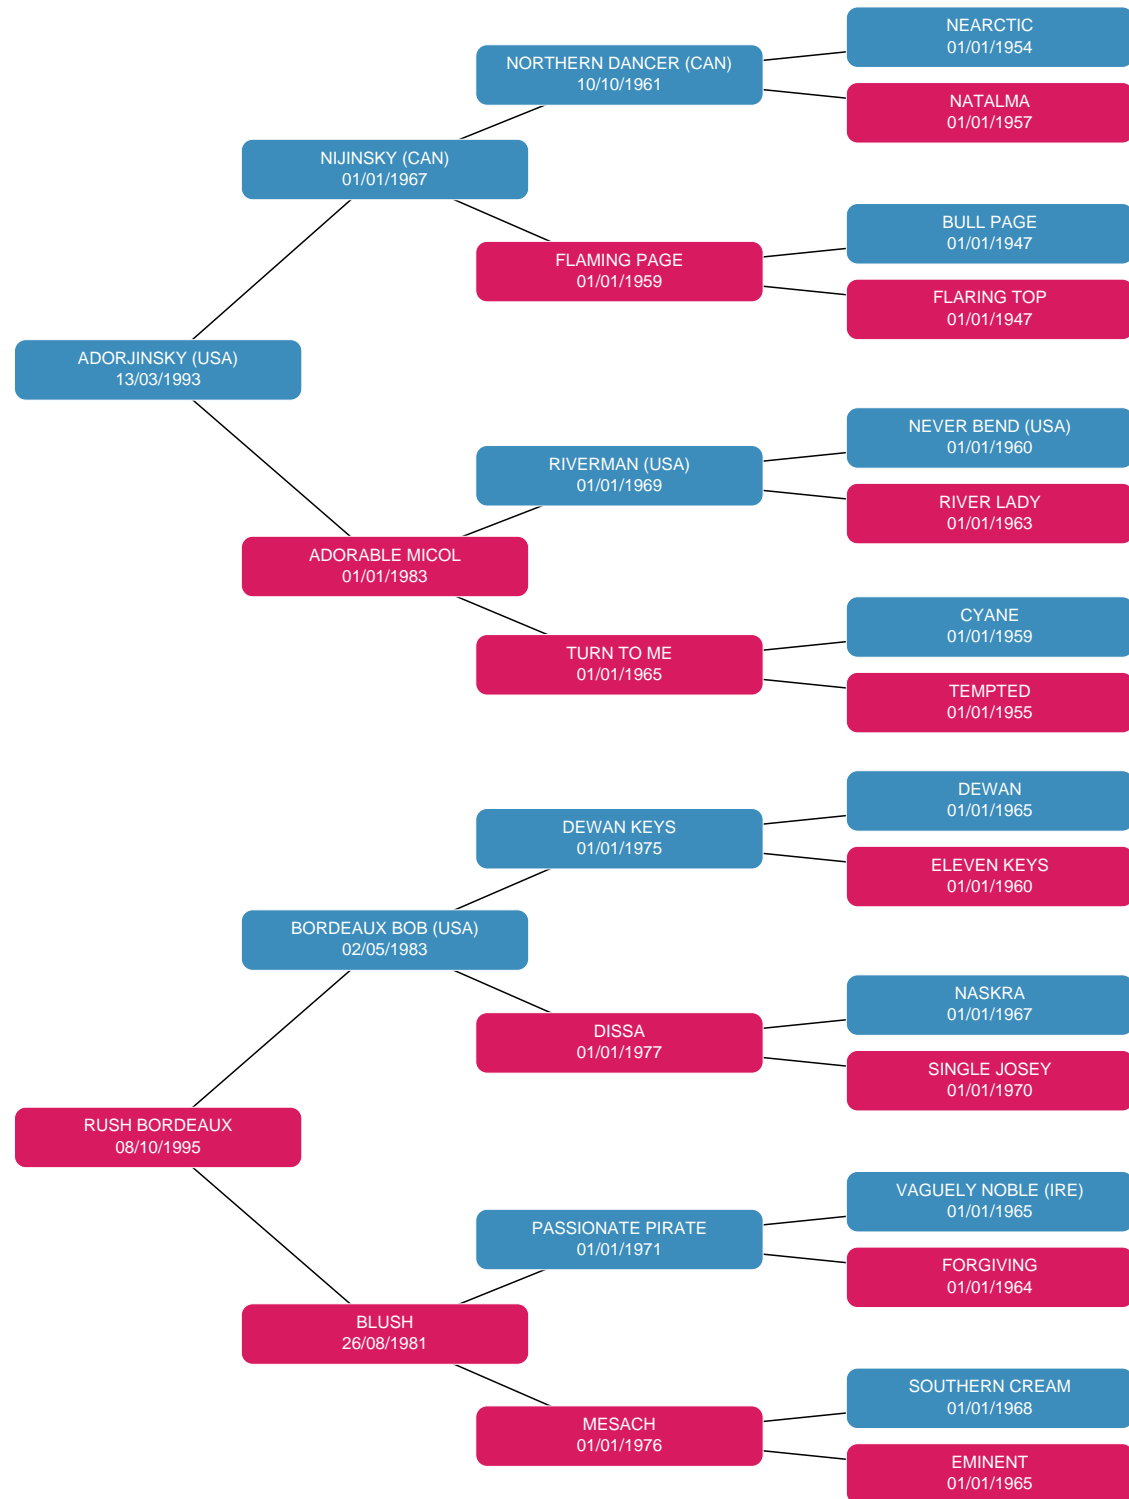 NEARCTIC
01/01/1954
NORTHERN DANCER (CAN)
10/10/1961
NATALMA
01/01/1957
NIJINSKY (CAN)
01/01/1967
BULL PAGE
01/01/1947
FLAMING PAGE
01/01/1959
FLARING TOP
01/01/1947
ADORJINSKY (USA)
13/03/1993
NEVER BEND (USA)
01/01/1960
RIVERMAN (USA)
01/01/1969
RIVER LADY
01/01/1963
ADORABLE MICOL
01/01/1983
CYANE
01/01/1959
TURN TO ME
01/01/1965
TEMPTED
01/01/1955
DEWAN
01/01/1965
DEWAN KEYS
01/01/1975
ELEVEN KEYS
01/01/1960
BORDEAUX BOB (USA)
02/05/1983
NASKRA
01/01/1967
DISSA
01/01/1977
SINGLE JOSEY
01/01/1970
RUSH BORDEAUX
08/10/1995
VAGUELY NOBLE (IRE)
01/01/1965
PASSIONATE PIRATE
01/01/1971
FORGIVING
01/01/1964
BLUSH
26/08/1981
SOUTHERN CREAM
01/01/1968
MESACH
01/01/1976
EMINENT
01/01/1965